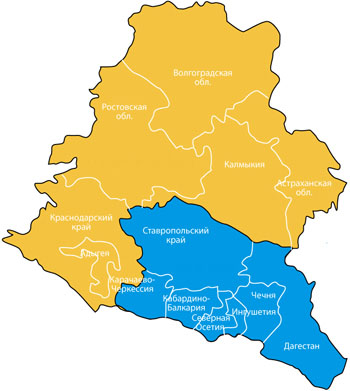 Волгоградская
обл.
Ростовская
обл.
Калмыкия
Астраханская
обл.
Краснодарский
край
Адыгея
Ставропольский
край
Карачаево-
Черкессия
Кабардино-
Балкария
Северная
Осетия
Чечня
Ингушетия
Дагестан